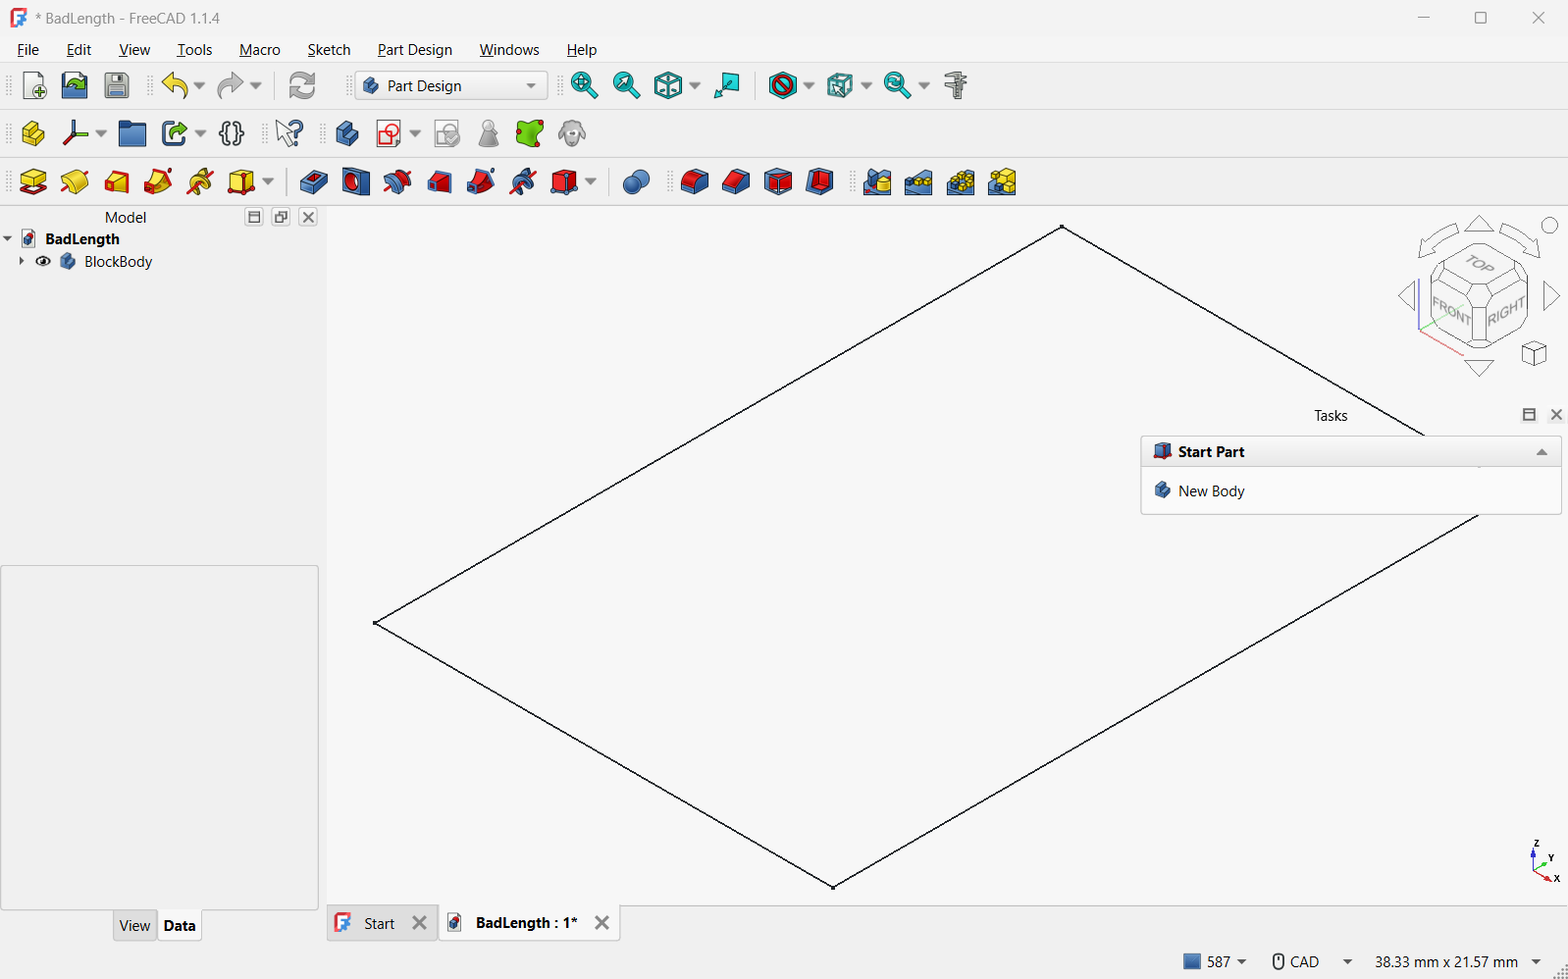 * BadLength - FreeCAD 1.1.4
File Edit View Tools Macro Sketch Part Design Windows Help
Part Design
Model
BadLength
BlockBody
TOP
FRONT
RIGHT
Tasks
Start Part
New Body
Z
Y
X
View Data
Start
BadLength : 1*
587
CAD
38.33 mm x 21.57 mm